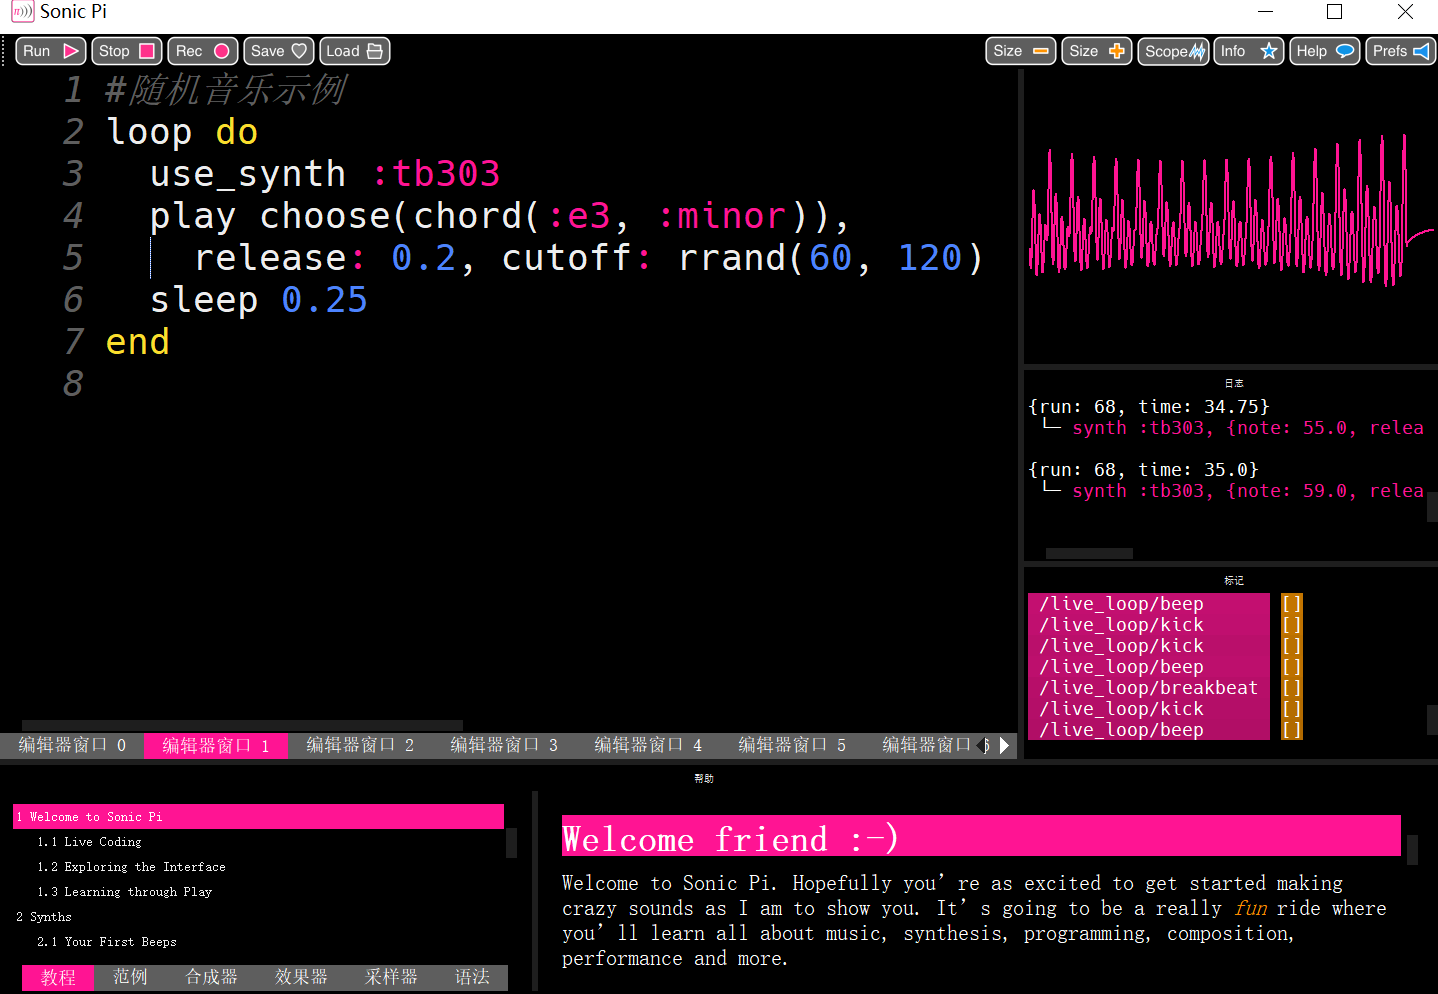 Sonic Pi
Run Stop Rec Save Load Size Size Scope Info Help Prefs
1 #随机音乐示例
2 loop do
3 use_synth :tb303
4 play choose(chord(:e3, :minor)),
5 release: 0.2, cutoff: rrand(60, 120)
6 sleep 0.25
7 end
8
日志
{run: 68, time: 34.75}
└─ synth :tb303, {note: 55.0, relea
{run: 68, time: 35.0}
└─ synth :tb303, {note: 59.0, relea
标记
/live_loop/beep []
/live_loop/kick []
/live_loop/kick []
/live_loop/beep []
/live_loop/breakbeat []
/live_loop/kick []
/live_loop/beep []
编辑器窗口 0 编辑器窗口 1 编辑器窗口 2 编辑器窗口 3 编辑器窗口 4 编辑器窗口 5 编辑器窗口
帮助
1 Welcome to Sonic Pi
1.1 Live Coding
1.2 Exploring the Interface
1.3 Learning through Play
2 Synths
2.1 Your First Beeps
教程 范例 合成器 效果器 采样器 语法
Welcome friend :-)
Welcome to Sonic Pi. Hopefully you’re as excited to get started making
crazy sounds as I am to show you. It’s going to be a really fun ride where
you’ll learn all about music, synthesis, programming, composition,
performance and more.